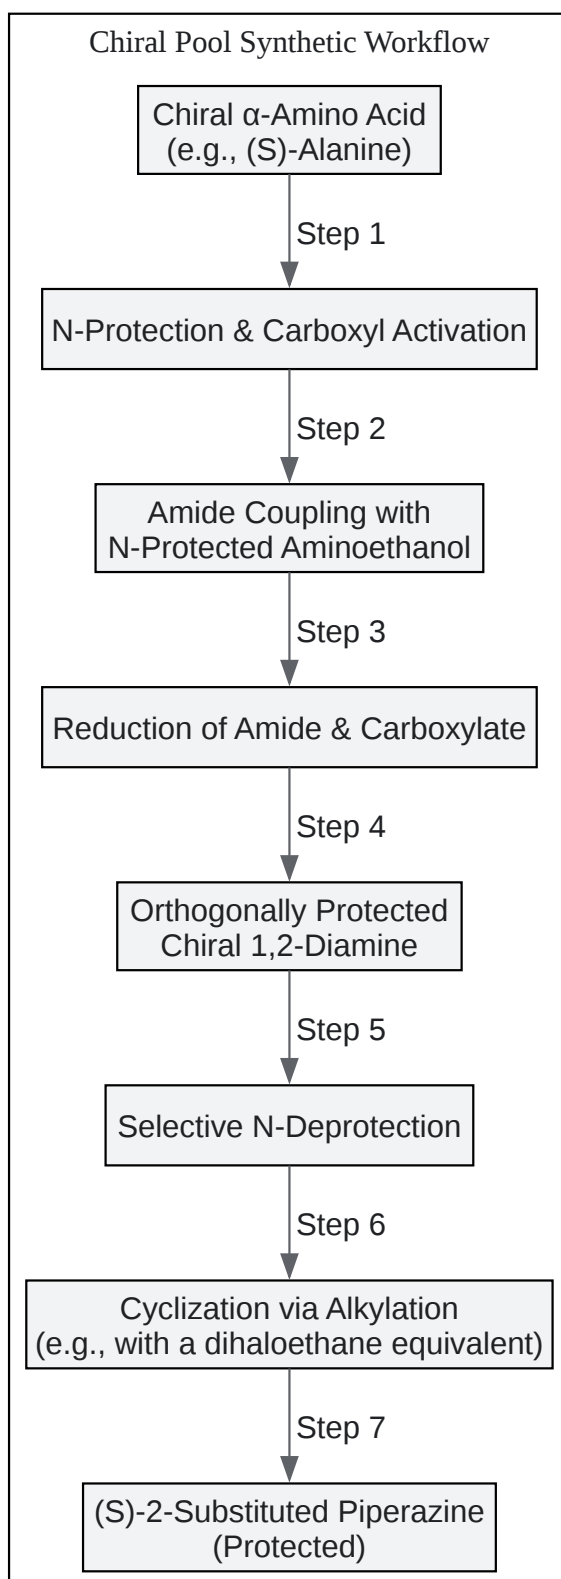 Chiral Pool Synthetic Workflow
Chiral α-Amino Acid
(e.g., (S)-Alanine)
Step 1
N-Protection & Carboxyl Activation
Step 2
Amide Coupling with
N-Protected Aminoethanol
Step 3
Reduction of Amide & Carboxylate
Step 4
Orthogonally Protected
Chiral 1,2-Diamine
Step 5
Selective N-Deprotection
Step 6
Cyclization via Alkylation
(e.g., with a dihaloethane equivalent)
Step 7
(S)-2-Substituted Piperazine
(Protected)